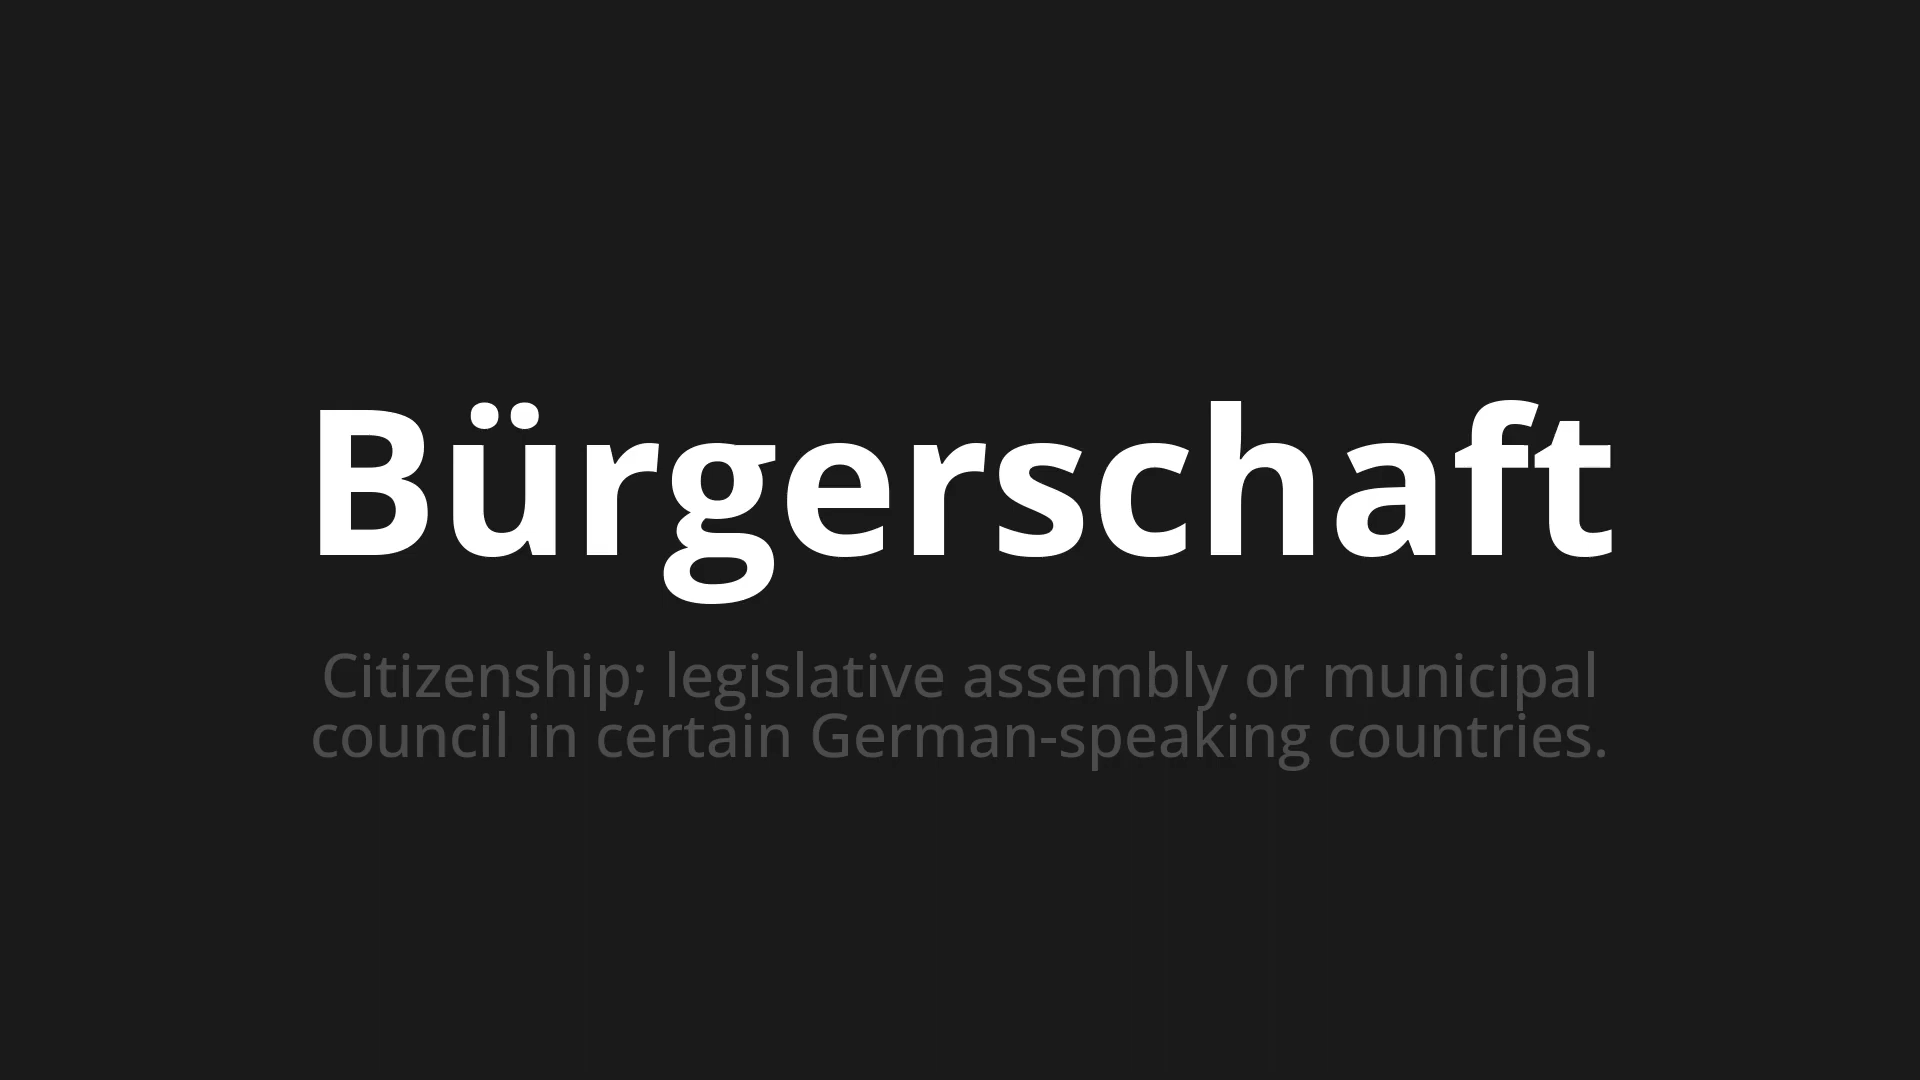 Bürgerschaft
Citizenship; legislative assembly or municipal
council in certain German-speaking countries.